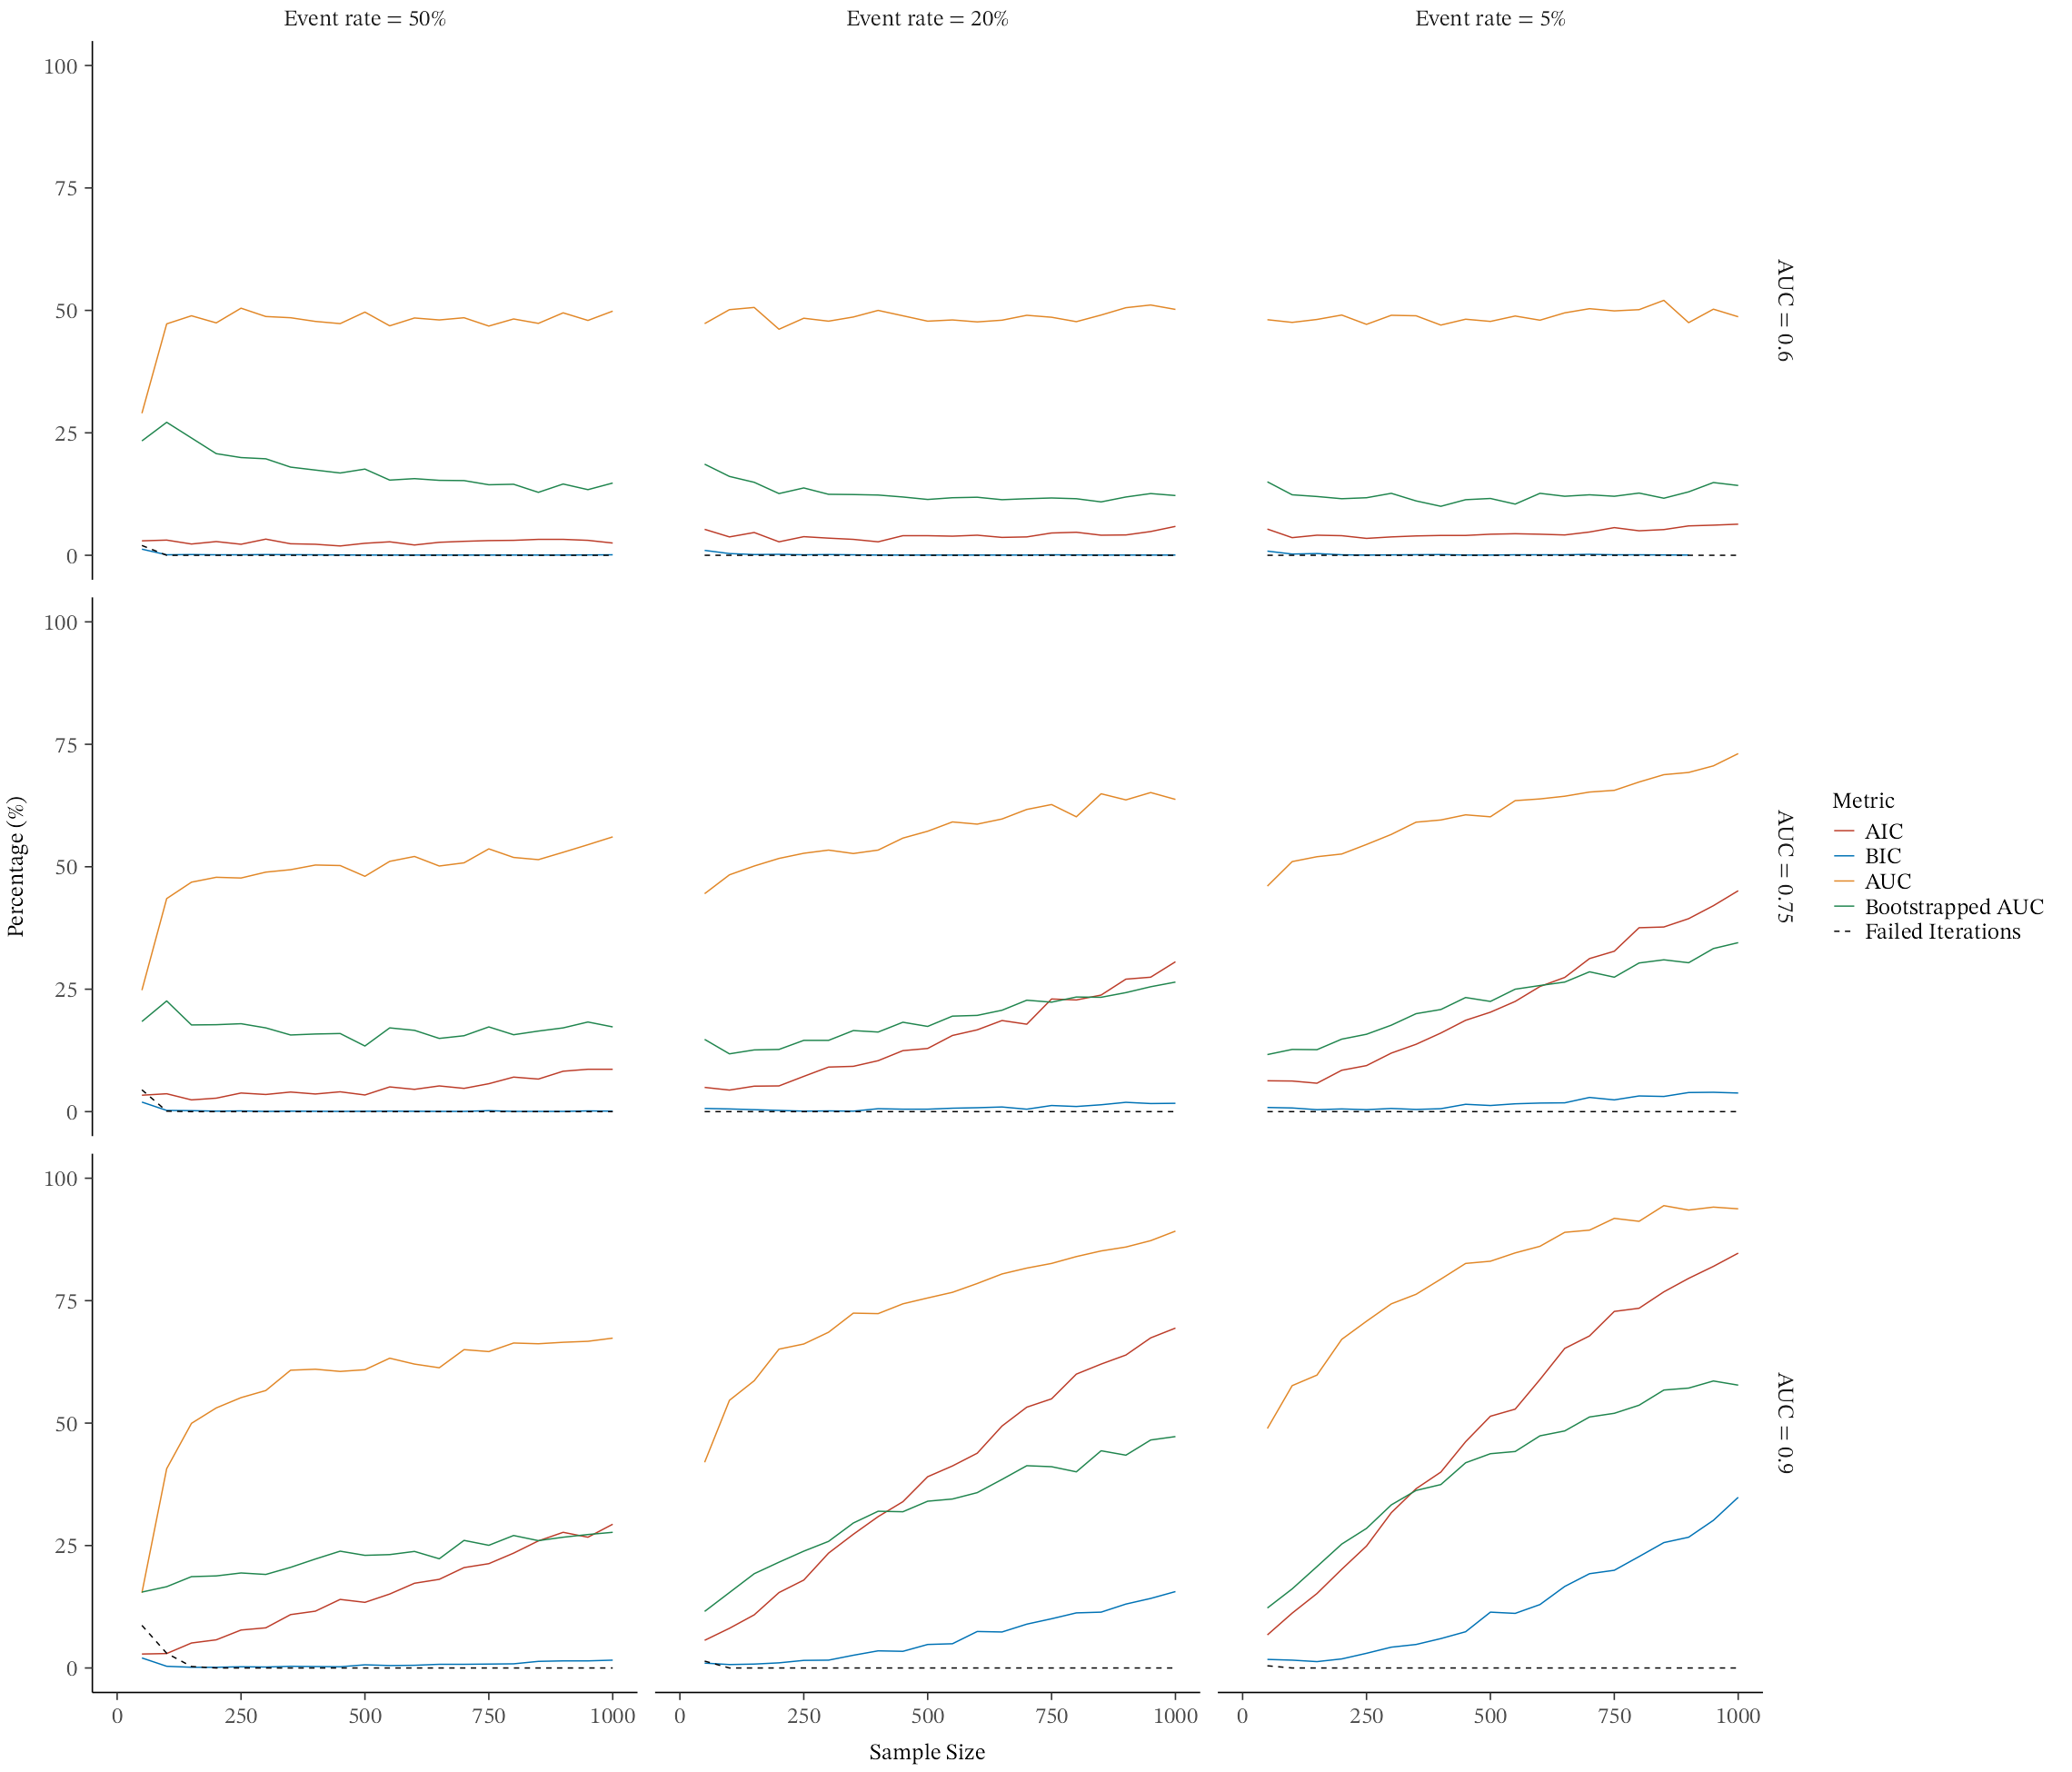 Event rate = 50%
Event rate = 20%
Event rate = 5%
100
75
50
25
0
AUC = 0.6
100
75
50
25
0
AUC = 0.75
Percentage (%)
Metric
AIC
BIC
AUC
Bootstrapped AUC
Failed Iterations
100
75
50
25
0
AUC = 0.9
0 250 500 750 1000
0 250 500 750 1000
0 250 500 750 1000
Sample Size